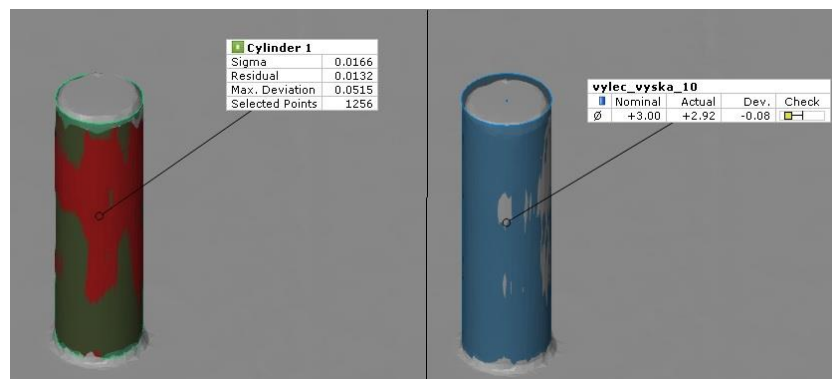 Cylinder 1
Sigma 0.0166
Residual 0.0132
Max. Deviation 0.0515
Selected Points 1256
vylec_vyska_10
Nominal Actual Dev. Check
Ø +3.00 +2.92 -0.08